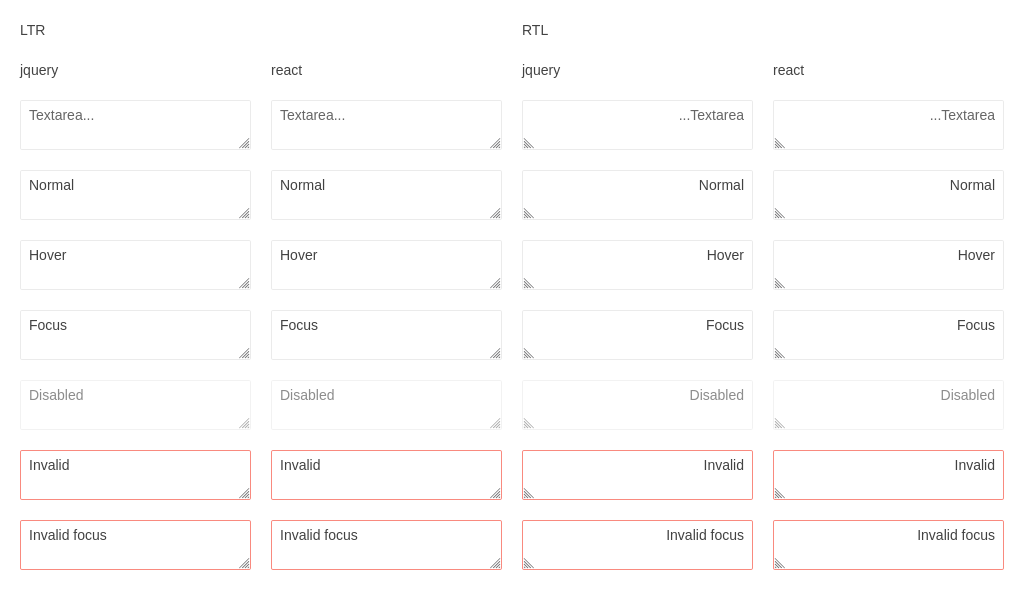 LTR RTL
jquery react jquery react
Textarea... Textarea... ...Textarea ...Textarea
Normal Normal Normal Normal
Hover Hover Hover Hover
Focus Focus Focus Focus
Disabled Disabled Disabled Disabled
Invalid Invalid Invalid Invalid
Invalid focus Invalid focus Invalid focus Invalid focus